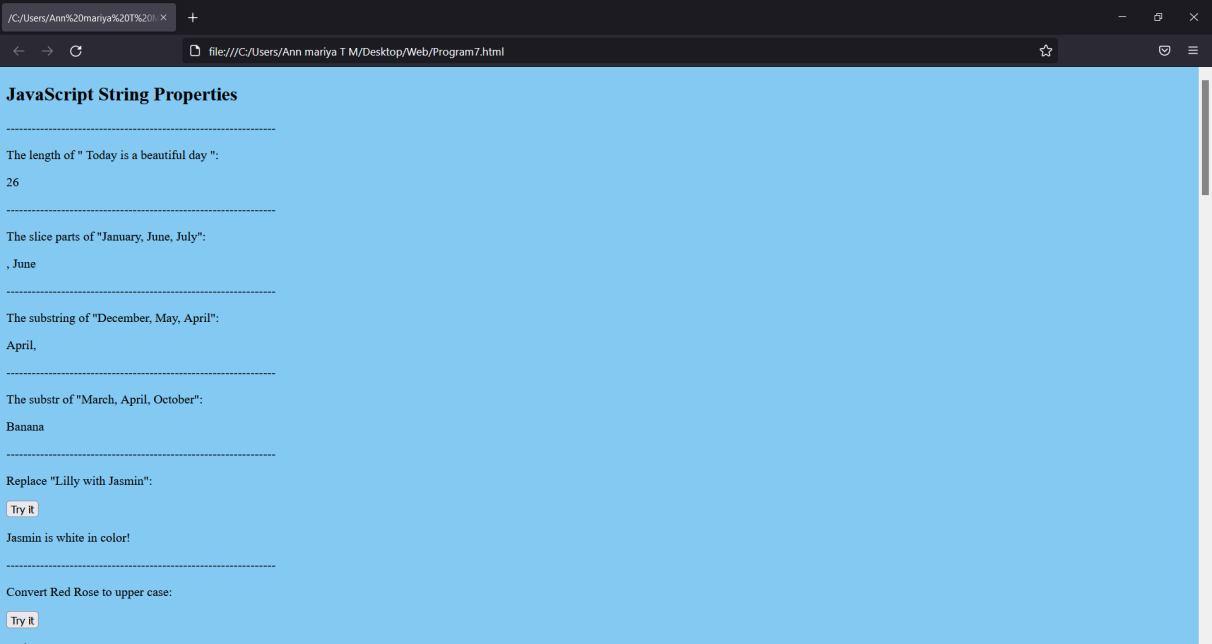 /C:/Users/Ann%20mariya%20T%20M
file:///C:/Users/Ann mariya T M/Desktop/Web/Program7.html
JavaScript String Properties
----------------------------------------------------------------
The length of " Today is a beautiful day ":
26
----------------------------------------------------------------
The slice parts of "January, June, July":
, June
----------------------------------------------------------------
The substring of "December, May, April":
April,
----------------------------------------------------------------
The substr of "March, April, October":
Banana
----------------------------------------------------------------
Replace "Lilly with Jasmin":
Try it
Jasmin is white in color!
----------------------------------------------------------------
Convert Red Rose to upper case:
Try it